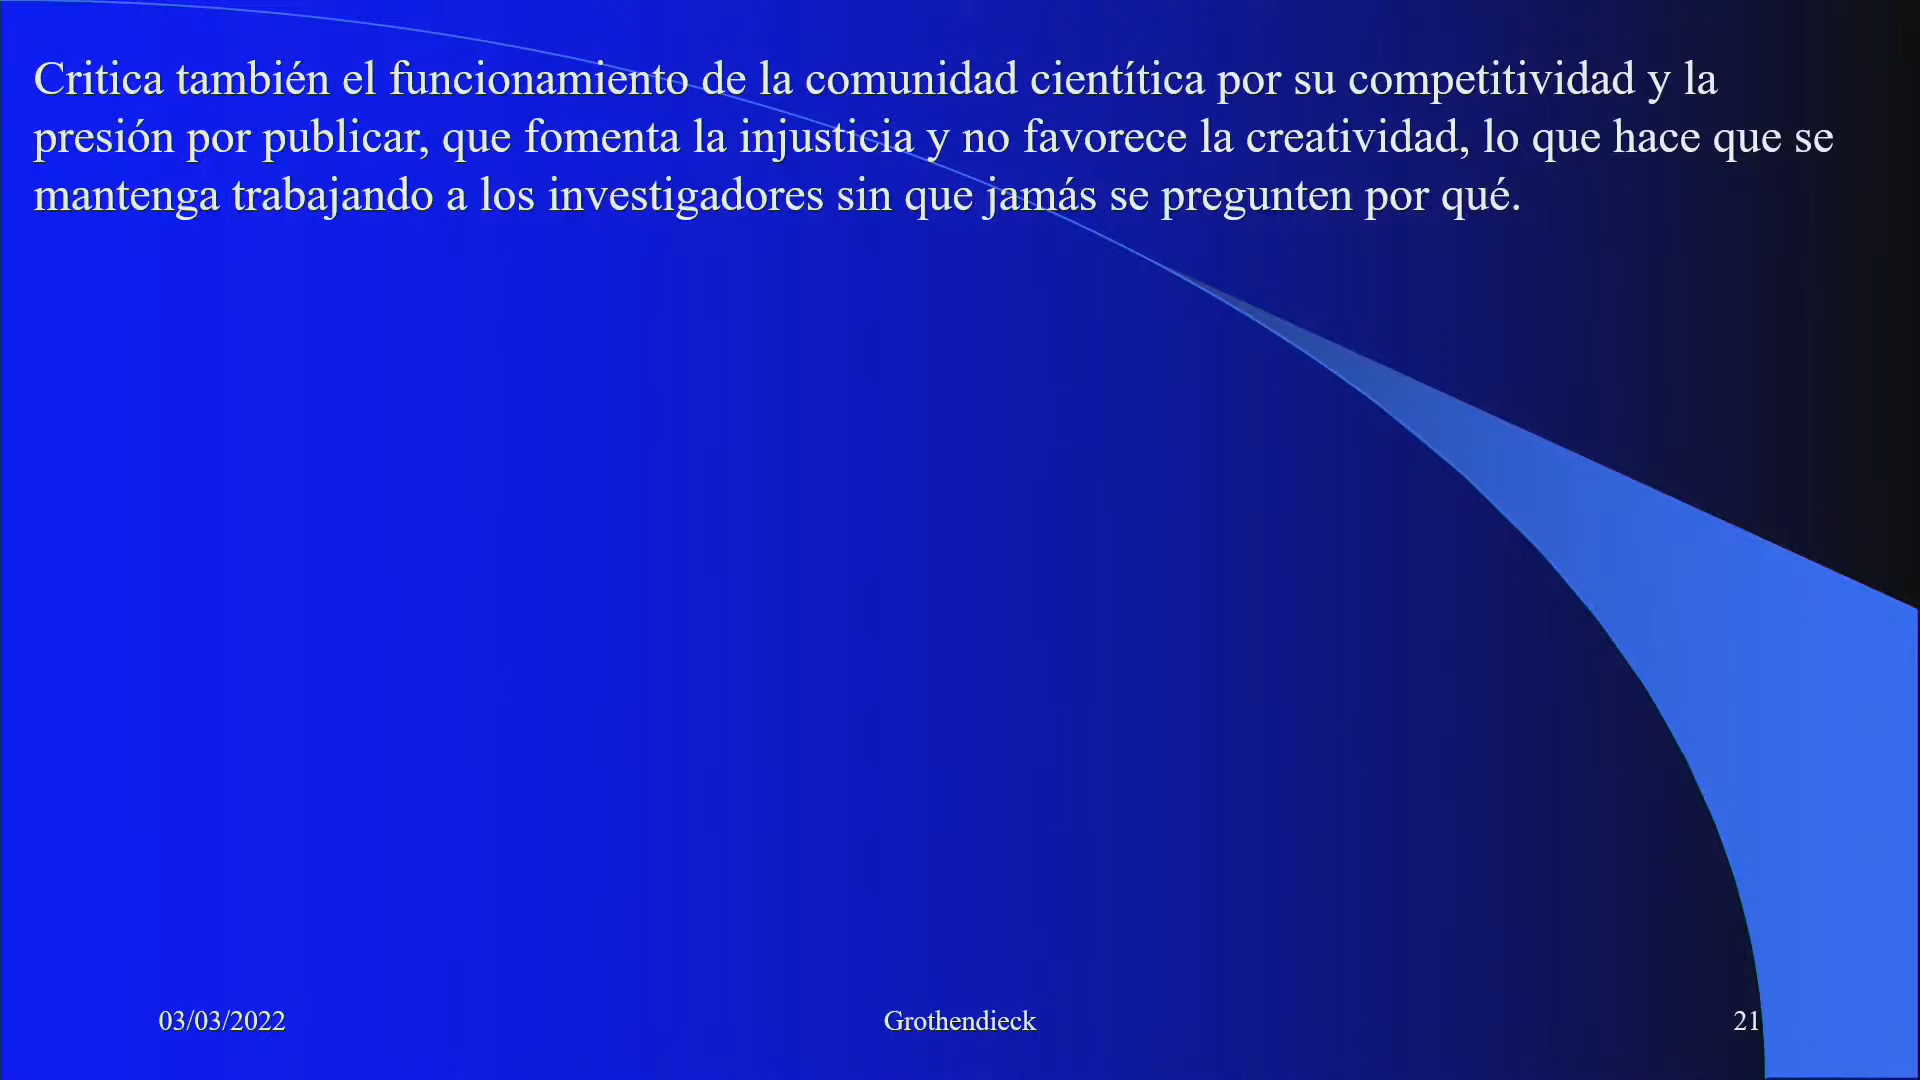 Critica también el funcionamiento de la comunidad científica por su competitividad y la
presión por publicar, que fomenta la injusticia y no favorece la creatividad, lo que hace que se
mantenga trabajando a los investigadores sin que jamás se pregunten por qué.
03/03/2022
Grothendieck
21